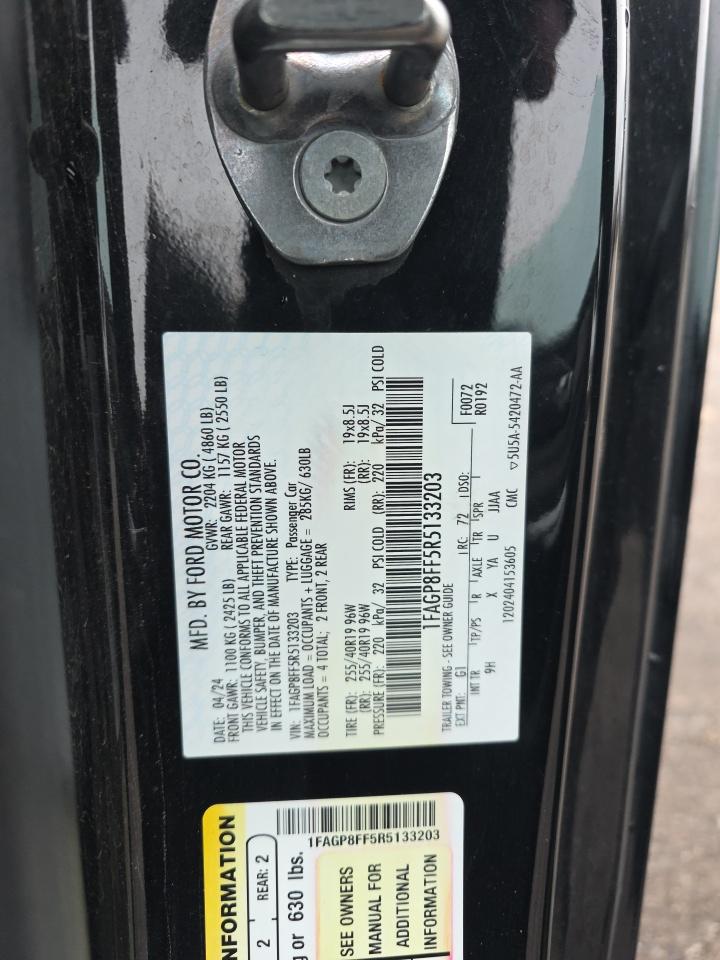 MFD. BY FORD MOTOR CO.
DATE: 04/24 GVWR: 2204 KG ( 4860 LB)
FRONT GAWR: 1100 KG ( 2425 LB) REAR GAWR: 1157 KG ( 2550 LB)
THIS VEHICLE CONFORMS TO ALL APPLICABLE FEDERAL MOTOR
VEHICLE SAFETY, BUMPER, AND THEFT PREVENTION STANDARDS
IN EFFECT ON THE DATE OF MANUFACTURE SHOWN ABOVE.
VIN: 1FAGP8FF5R5133203 TYPE: Passenger Car
MAXIMUM LOAD = OCCUPANTS + LUGGAGE = 285KG/ 630LB
OCCUPANTS = 4 TOTAL; 2 FRONT, 2 REAR
TIRE (FR): 255/40R19 96W RIMS (FR): 19x8.5J
(RR): 255/40R19 96W (RR): 19x8.5J
PRESSURE (FR): 220 kPa/ 32 PSI COLD (RR): 220 kPa/ 32 PSI COLD
1FAGP8FF5R5133203
TRAILER TOWING - SEE OWNER GUIDE
EXT PNT: G1 RC: 72 DSO: F0072
R0192
INT TR TP/PS R AXLE TR SPR
9H X YA U JJAA
1202404153605 CMC ▽5U5A-5420472-AA
NFORMATION
2 REAR: 2
g or 630 lbs.
1FAGP8FF5R5133203
SEE OWNERS
MANUAL FOR
ADDITIONAL
INFORMATION